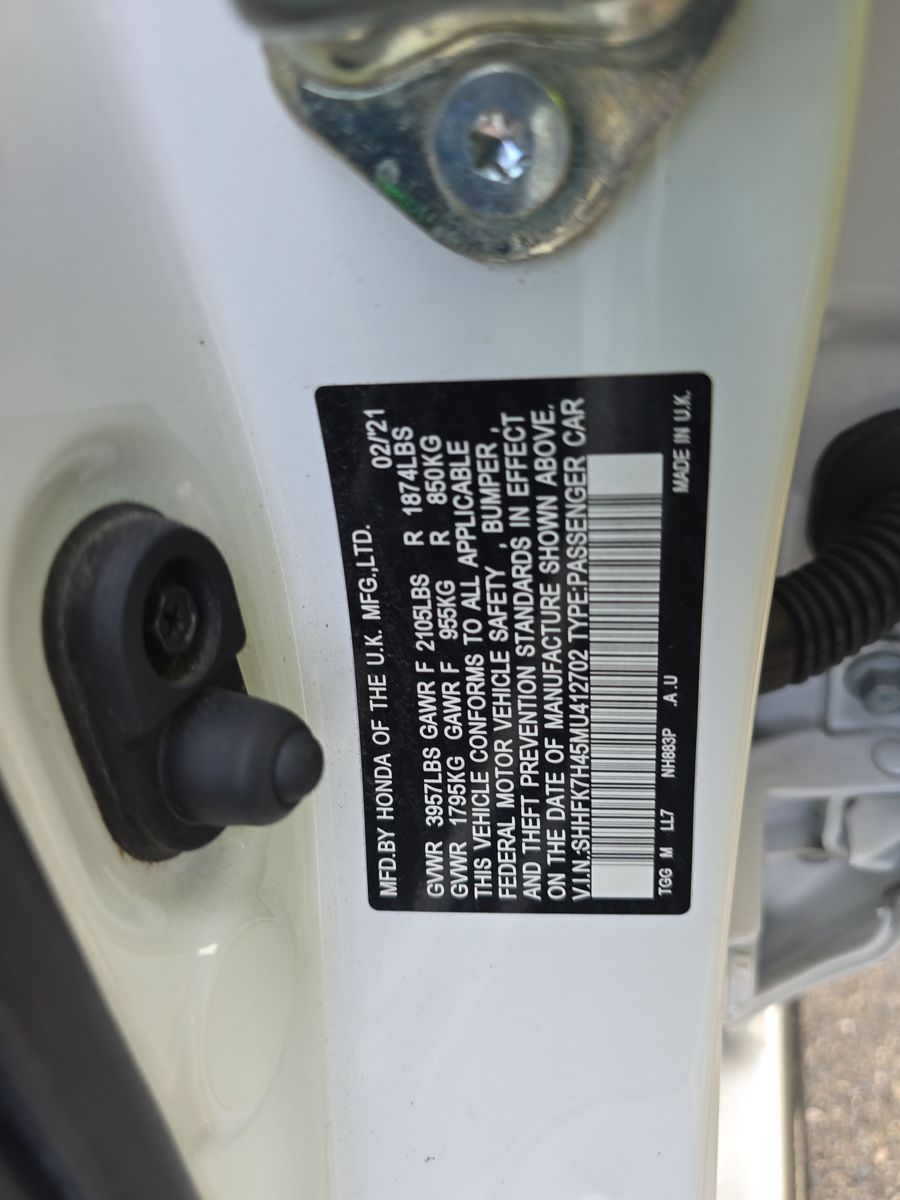 MFD.BY HONDA OF THE U.K. MFG.,LTD. 02/'21
GVWR 3957LBS GAWR F 2105LBS R 1874LBS
GVWR 1795KG GAWR F 955KG R 850KG
THIS VEHICLE CONFORMS TO ALL APPLICABLE
FEDERAL MOTOR VEHICLE SAFETY, BUMPER,
AND THEFT PREVENTION STANDARDS IN EFFECT
ON THE DATE OF MANUFACTURE SHOWN ABOVE.
V.I.N.:SHHFK7H45MU412702 TYPE:PASSENGER CAR
TGG M LL7 NH883P .A.U MADE IN U.K.